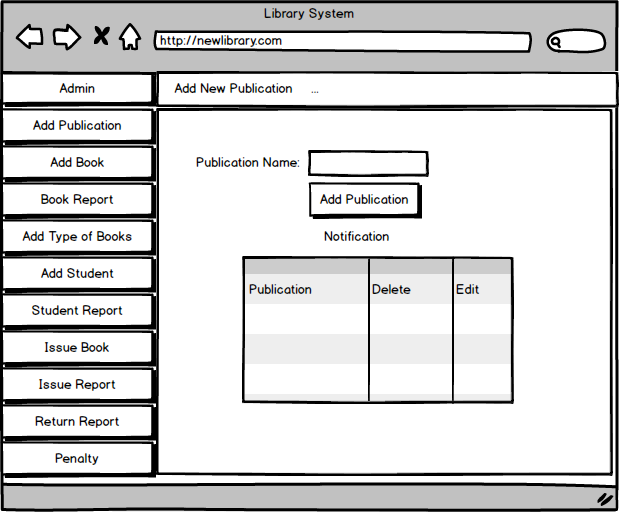 Library System
http://newlibrary.com
Admin
Add New Publication ...
Add Publication
Add Book
Book Report
Add Type of Books
Add Student
Student Report
Issue Book
Issue Report
Return Report
Penalty
Publication Name:
Add Publication
Notification
Publication Delete Edit